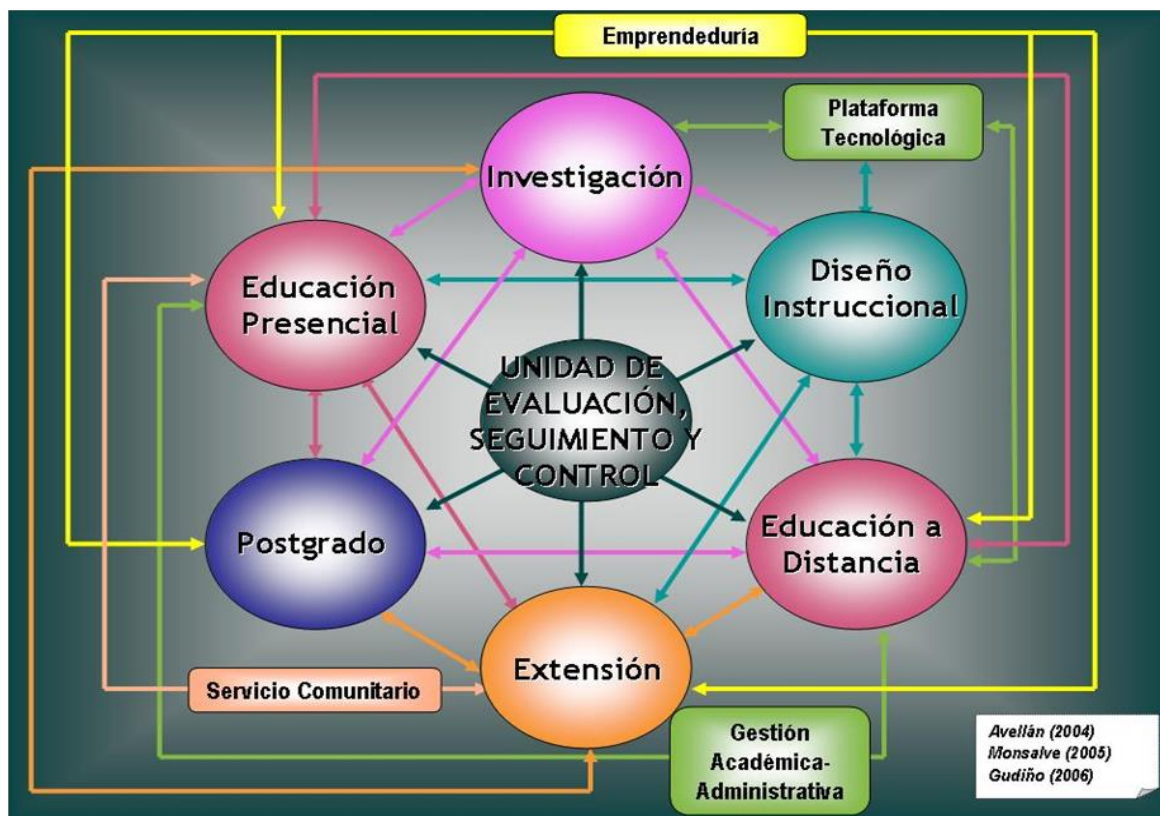 Emprendeduría
Plataforma
Tecnológica
Investigación
Educación
Presencial
Diseño
Instruccional
UNIDAD DE
EVALUACIÓN,
SEGUIMIENTO Y
CONTROL
Postgrado
Educación a
Distancia
Extensión
Servicio Comunitario
Gestión
Académica-
Administrativa
Avellán (2004)
Monsalve (2005)
Gudiño (2006)